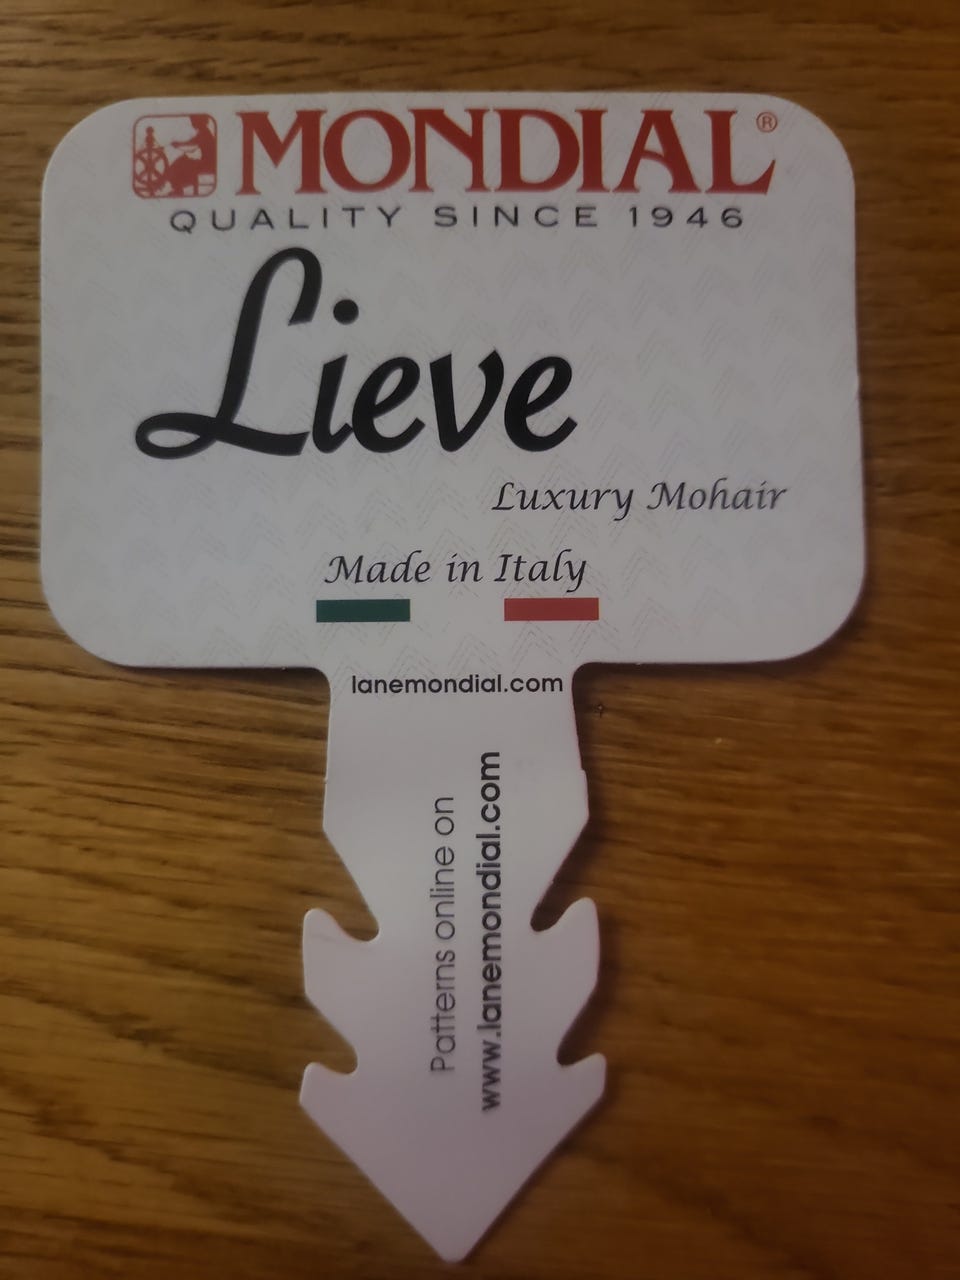 MONDIAL®
QUALITY SINCE 1946
Lieve
Luxury Mohair
Made in Italy
lanemondial.com
Patterns online on
www.lanemondial.com